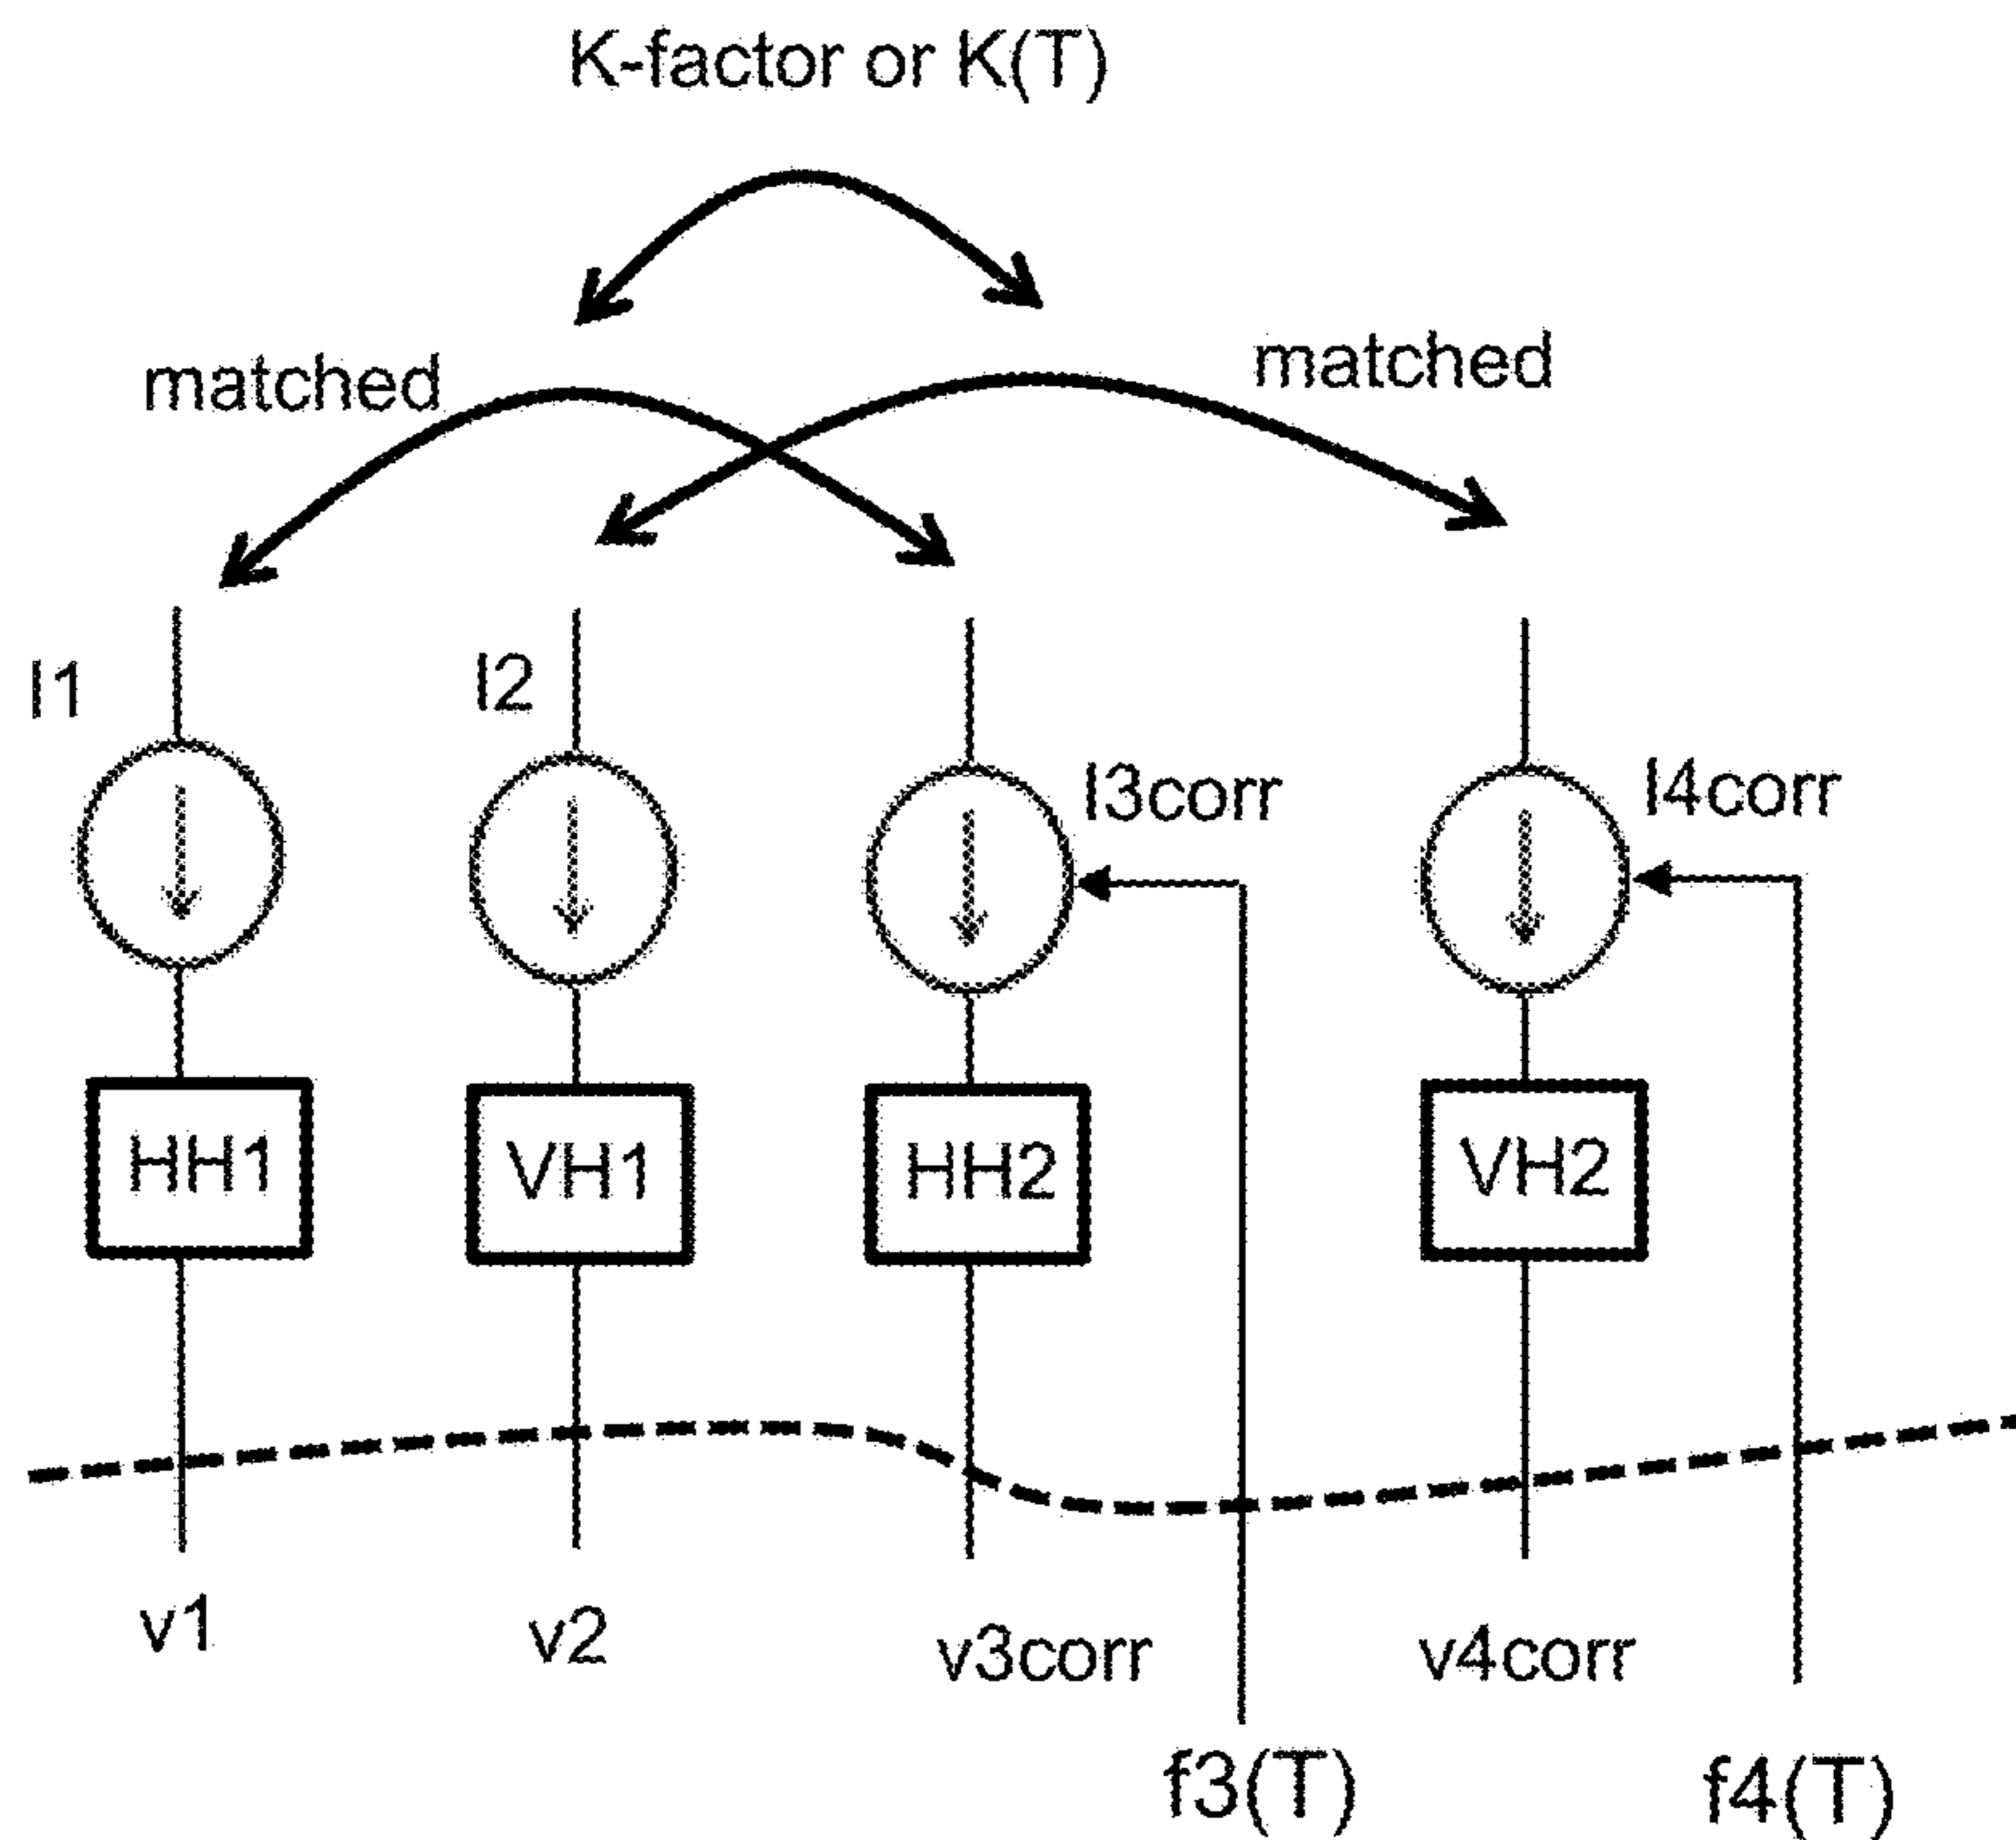 K-factor or K(T)
matched
matched
I1
I2
I3corr
I4corr
HH1
VH1
HH2
VH2
v1
v2
v3corr
v4corr
f3(T)
f4(T)